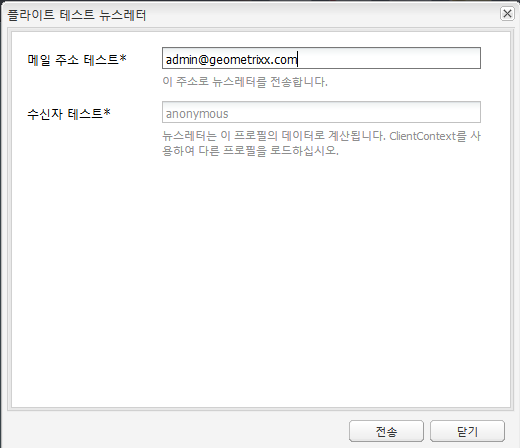 플라이트 테스트 뉴스레터
메일 주소 테스트*
admin@geometrixx.com
이 주소로 뉴스레터를 전송합니다.
수신자 테스트*
anonymous
뉴스레터는 이 프로필의 데이터로 계산됩니다. ClientContext를 사
용하여 다른 프로필을 로드하십시오.
전송
닫기